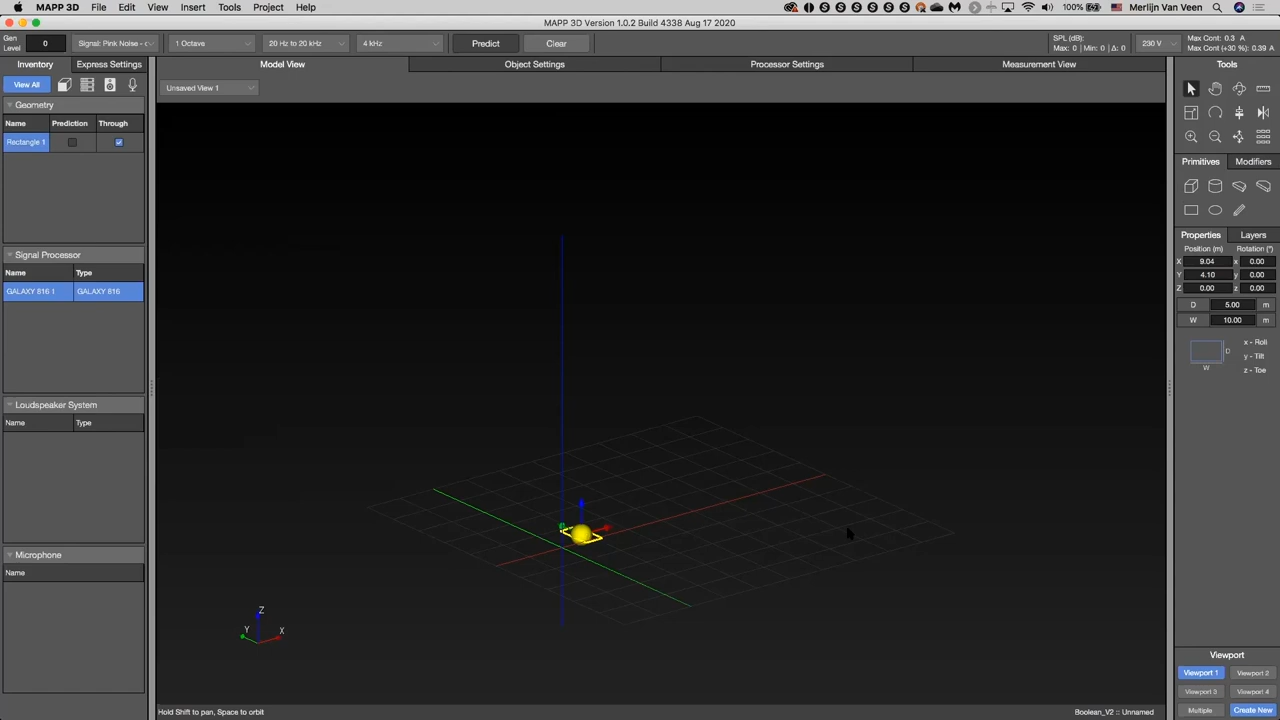 MAPP 3D File Edit View Insert Tools Project Help 100% Merlijn Van Veen
MAPP 3D Version 1.0.2 Build 4338 Aug 17 2020
Gen Level 0 Signal: Pink Noise - 1 Octave 20 Hz to 20 kHz 4 kHz Predict Clear SPL (dB): Max: 0 | Min: 0 | Δ: 0 230 V Max Cont: 0.3 A Max Cont (+30 %): 0.39 A
Inventory Express Settings Model View Object Settings Processor Settings Measurement View Tools
View All Unsaved View 1
Geometry
Name Prediction Through
Rectangle 1
Primitives Modifiers
Properties Layers
Position (m) Rotation (°)
X 9.04 x 0.00
Y 4.10 y 0.00
Z 0.00 z 0.00
D 5.00 m
W 10.00 m
D
W
x - Roll
y - Tilt
z - Toe
Signal Processor
Name Type
GALAXY 816 1 GALAXY 816
Loudspeaker System
Name Type
Microphone
Name
Z
Y X
Viewport
Viewport 1 Viewport 2
Viewport 3 Viewport 4
Multiple Create New
Hold Shift to pan, Space to orbit Boolean_V2 :: Unnamed